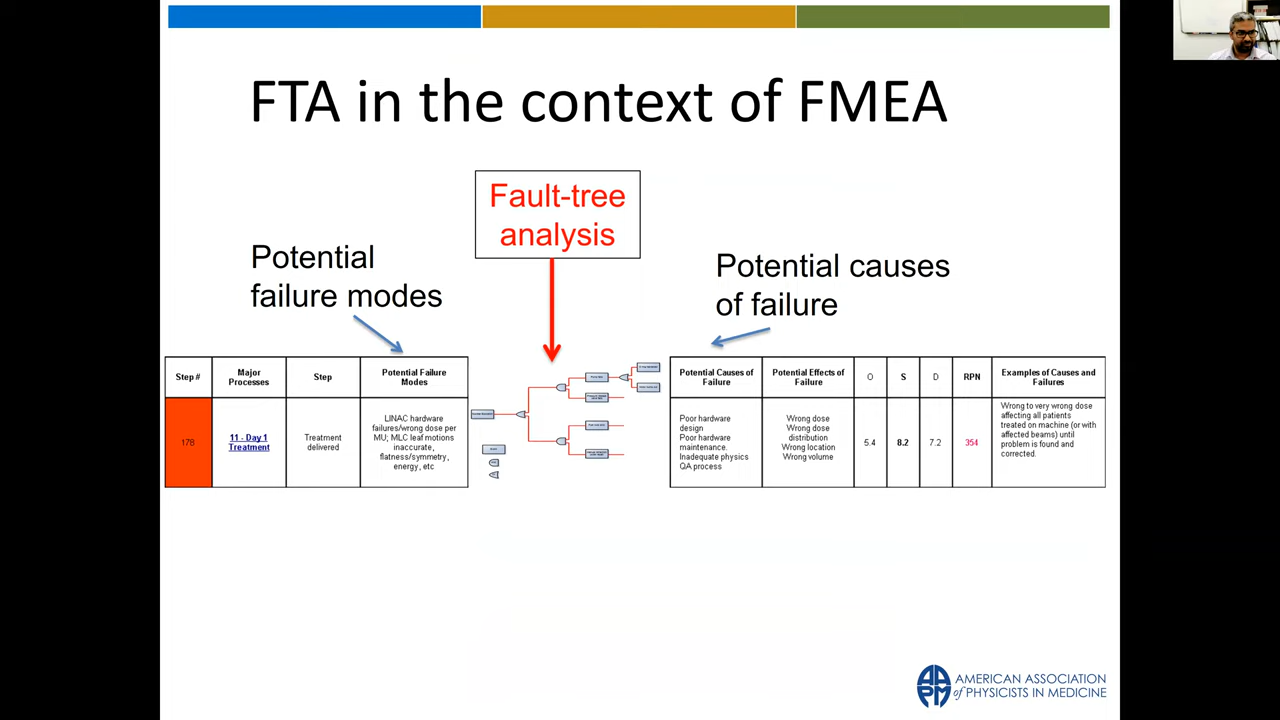 FTA in the context of FMEA
Fault-tree
analysis
Potential
failure modes
Potential causes
of failure
Step #
Major
Processes
Step
Potential Failure
Modes
178
11 - Day 1
Treatment
Treatment
delivered
LINAC hardware
failures/wrong dose per
MU; MLC leaf motions
inaccurate,
flatness/symmetry,
energy, etc
Potential Causes of
Failure
Potential Effects of
Failure
O
S
D
RPN
Examples of Causes and
Failures
Poor hardware
design
Poor hardware
maintenance.
Inadequate physics
QA process
Wrong dose
Wrong dose
distribution
Wrong location
Wrong volume
5.4
8.2
7.2
354
Wrong to very wrong dose
affecting all patients
treated on machine (or with
affected beams) until
problem is found and
corrected.
AAPM
AMERICAN ASSOCIATION
of PHYSICISTS IN MEDICINE